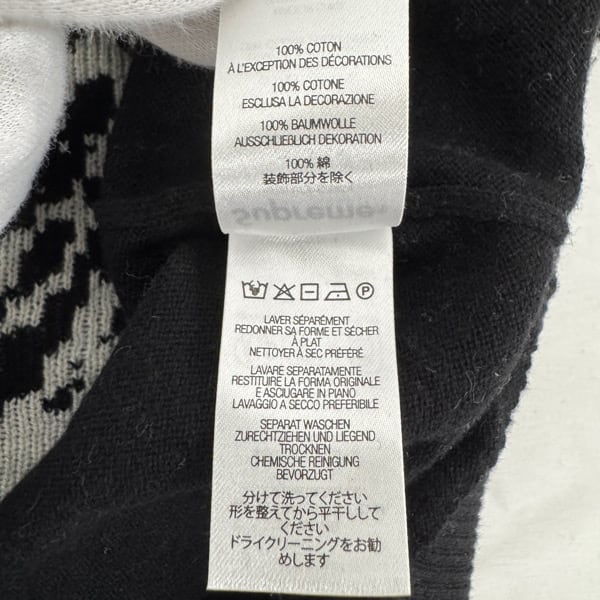 100% COTON
À L'EXCEPTION DES DÉCORATIONS
100% COTONE
ESCLUSA LA DECORAZIONE
100% BAUMWOLLE
AUSSCHLIEßLICH DEKORATION
100% 綿
装飾部分を除く
Supreme
LAVER SÉPARÉMENT
REDONNER SA FORME ET SÉCHER
À PLAT
NETTOYER À SEC PRÉFÉRÉ
LAVARE SEPARATAMENTE
RESTITUIRE LA FORMA ORIGINALE
E ASCIUGARE IN PIANO
LAVAGGIO A SECCO PREFERIBILE
SEPARAT WASCHEN
ZURECHTZIEHEN UND LIEGEND
TROCKNEN
CHEMISCHE REINIGUNG
BEVORZUGT
分けて洗ってください
形を整えてから平干しして
ください
ドライクリーニングをお勧
めします